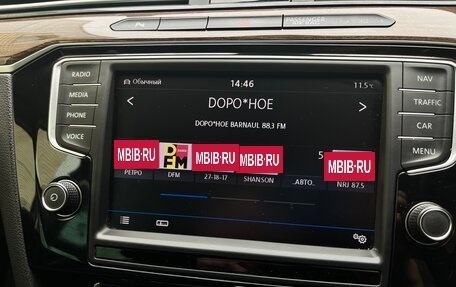 PASSENGER
RADIO
MEDIA
PHONE
VOICE
NAV
TRAFFIC
CAR
MENU
Обычный 14:46 11.5°C
< DOPO*HOE >
DOPO*HOE BARNAUL 88,3 FM
MBIB·RU DFM MBIB·RU MBIB·RU 5 MBIB·RU
РЕТРО DFM 27-18-17 SHANSON ..АВТО.. NRJ 87.5